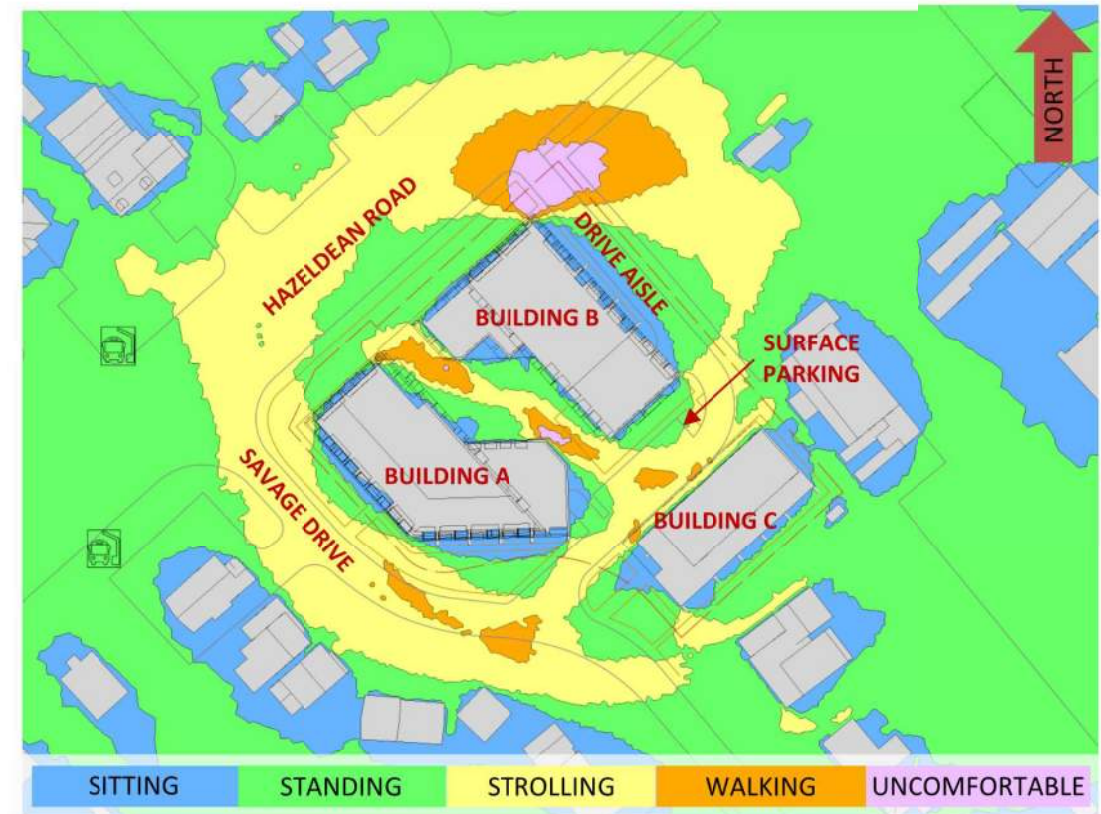 NORTH
HAZELDEAN ROAD
DRIVE AISLE
BUILDING B
SURFACE
PARKING
BUILDING A
SAVAGE DRIVE
BUILDING C
SITTING
STANDING
STROLLING
WALKING
UNCOMFORTABLE